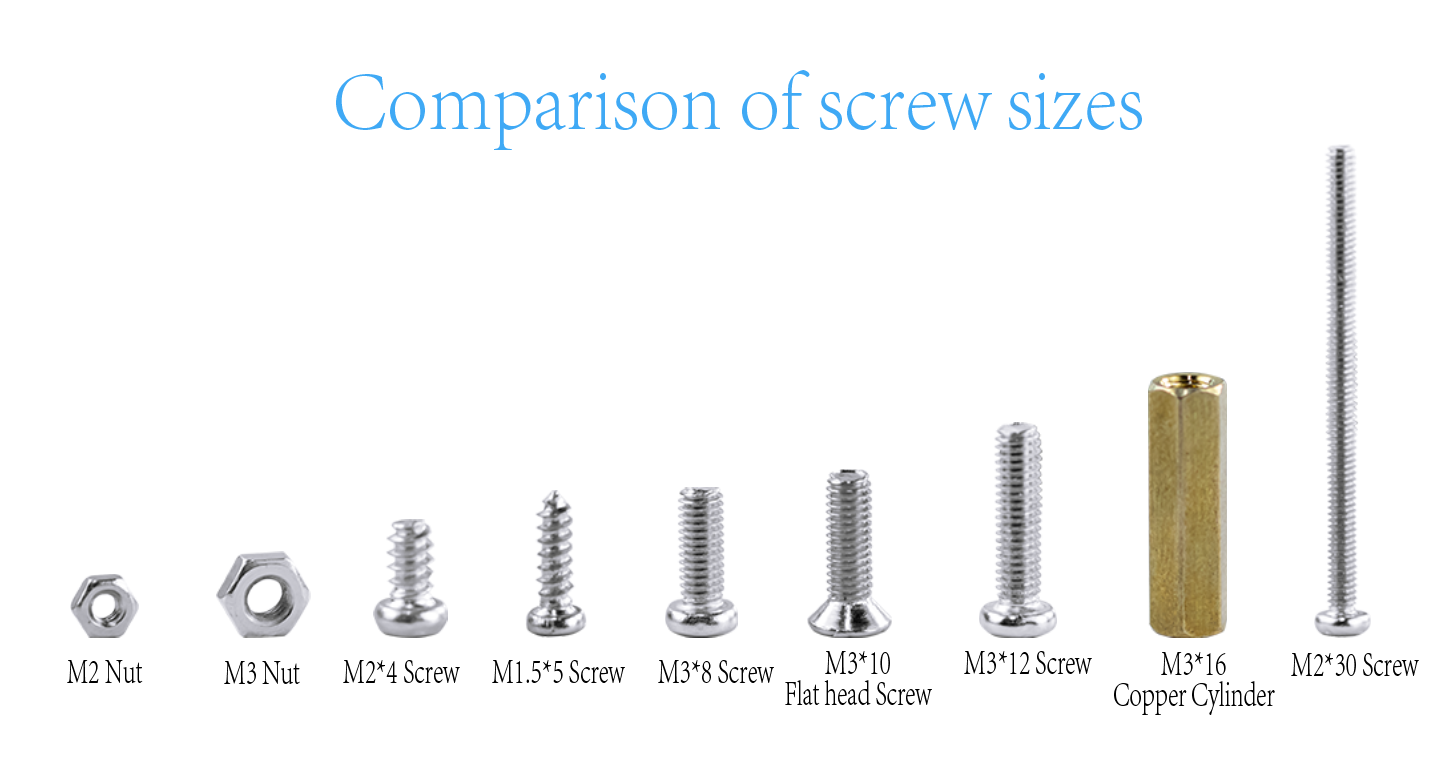 Comparison of screw sizes
M2 Nut
M3 Nut
M2*4 Screw
M1.5*5 Screw
M3*8 Screw
M3*10
Flat head Screw
M3*12 Screw
M3*16
Copper Cylinder
M2*30 Screw